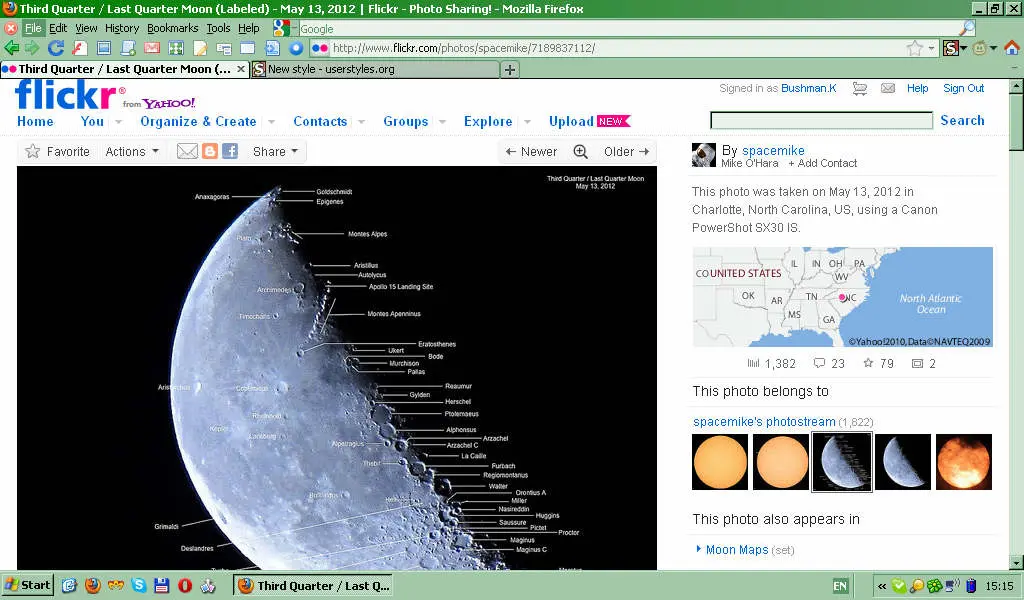 Third Quarter / Last Quarter Moon (Labeled) - May 13, 2012 | Flickr - Photo Sharing! - Mozilla Firefox
File Edit View History Bookmarks Tools Help Google
http://www.flickr.com/photos/spacemike/7189837112/
Third Quarter / Last Quarter Moon (... New style - userstyles.org
flickr from YAHOO!
Signed in as Bushman.K Help Sign Out
Home You Organize & Create Contacts Groups Explore Upload NEW
Search
Favorite Actions Share Newer Older
By spacemike
Mike O'Hara + Add Contact
This photo was taken on May 13, 2012 in
Charlotte, North Carolina, US, using a Canon
PowerShot SX30 IS.
Third Quarter / Last Quarter Moon
May 13, 2012
Goldschmidt
Anaxagoras
Epigenes
Montes Alpes
Plato
Aristillus
Autolycus
Apollo 15 Landing Site
Archimedes
Montes Apenninus
Timocharis
Eratosthenes
Ukert
Bode
Murchison
Pallas
Copernicus
Reaumur
Gylden
Herschel
Ptolemaeus
Reinhold
Kepler
Lansburg
Alphonsus
Arzachel
Alpetragius
Arzachel C
La Caille
Thebit
Furbach
Regiomontanus
Walter
Orontius A
Bullialdus
Miller
Nasireddin
Huggins
Saussure
Grimaldi
Pictet
Proctor
Maginus
Deslandres
Maginus C
CO UNITED STATES
IL IN OH PA
WV
OK AR TN NC
MS GA
North Atlantic
Ocean
©Yahoo!2010,Data©NAVTEQ2009
1,382 23 79 2
This photo belongs to
spacemike's photostream (1,822)
This photo also appears in
Moon Maps (set)
Start Third Quarter / Last Q... EN « 15:15